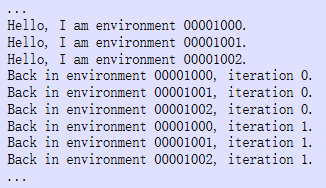 ...
Hello, I am environment 00001000.
Hello, I am environment 00001001.
Hello, I am environment 00001002.
Back in environment 00001000, iteration 0.
Back in environment 00001001, iteration 0.
Back in environment 00001002, iteration 0.
Back in environment 00001000, iteration 1.
Back in environment 00001001, iteration 1.
Back in environment 00001002, iteration 1.
...